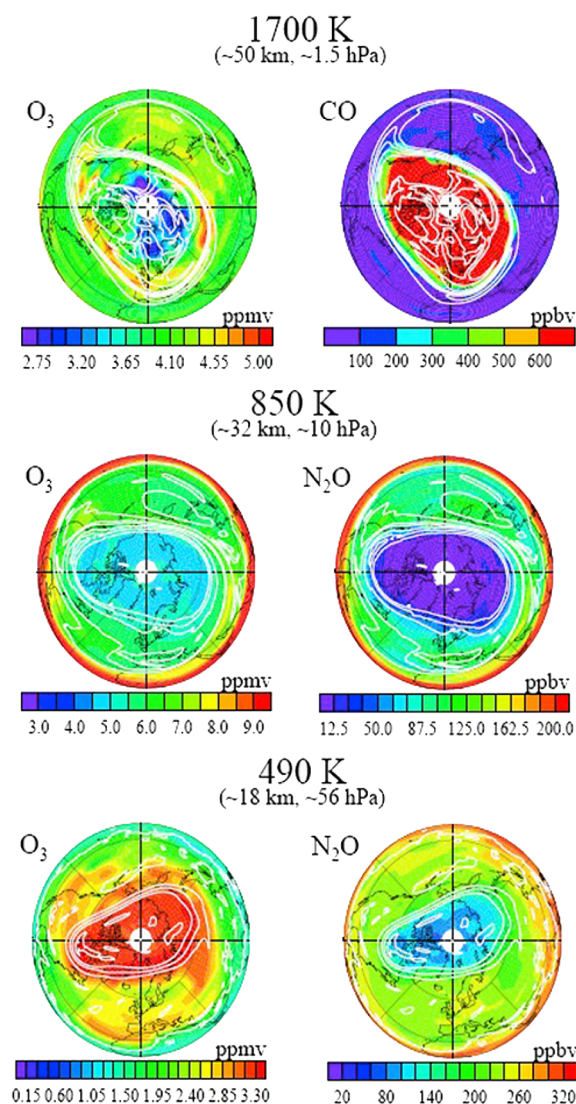 1700 K
(~50 km, ~1.5 hPa)
O3 CO
ppmv ppbv
2.75 3.20 3.65 4.10 4.55 5.00 100 200 300 400 500 600
850 K
(~32 km, ~10 hPa)
O3 N2O
ppmv ppbv
3.0 4.0 5.0 6.0 7.0 8.0 9.0 12.5 50.0 87.5 125.0 162.5 200.0
490 K
(~18 km, ~56 hPa)
O3 N2O
ppmv ppbv
0.15 0.60 1.05 1.50 1.95 2.40 2.85 3.30 20 80 140 200 260 320